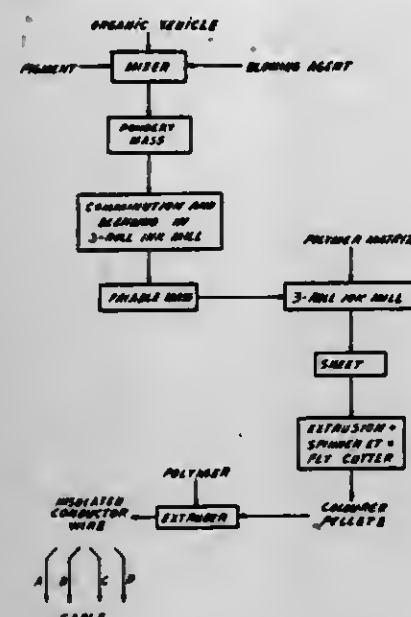 ORGANIC VEHICLE
PIGMENT
MIXER
BLOWING AGENT
POWDERY
MASS
COMMINUTION AND
BLENDING IN
3-ROLL INK MILL
POLYMER MATRIX
MASS
3-ROLL INK MILL
SHEET
EXTRUSION +
SPINNERET +
FLY CUTTER
POLYMER
INSULATED
CONDUCTOR
WIRE
EXTRUDER
COLOURED
PELLETS
A B C D
CABLE